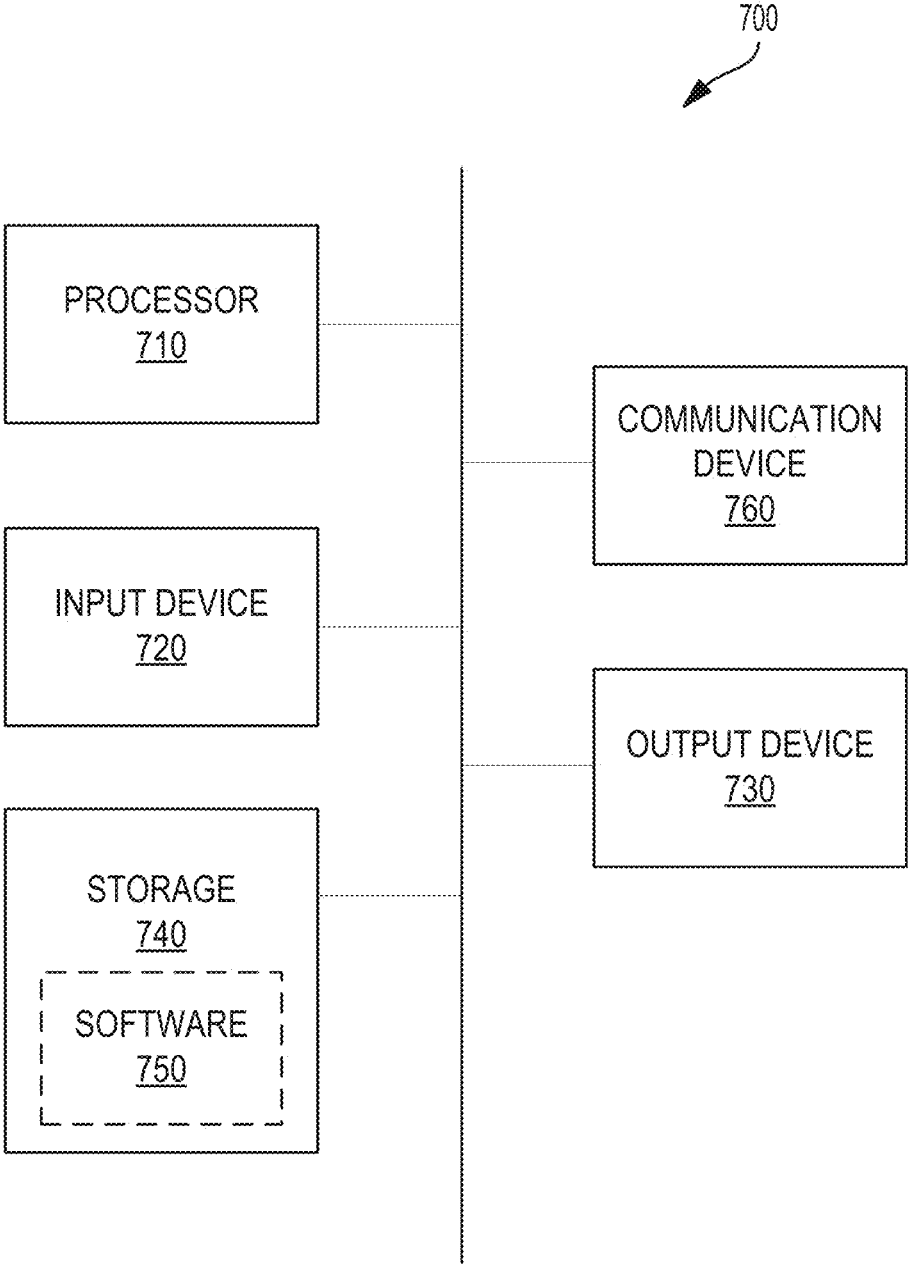 700
PROCESSOR
710
COMMUNICATION
DEVICE
760
INPUT DEVICE
720
OUTPUT DEVICE
730
STORAGE
740
SOFTWARE
750